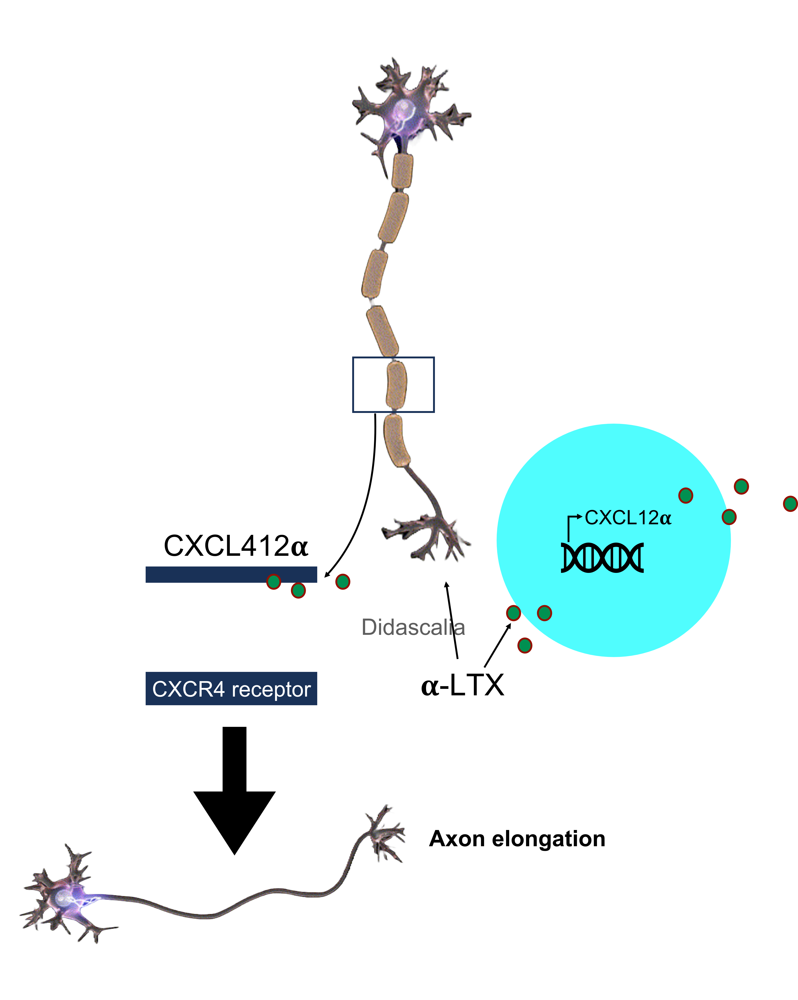 CXCL12α
CXCL412α
Didascalia
α-LTX
CXCR4 receptor
Axon elongation